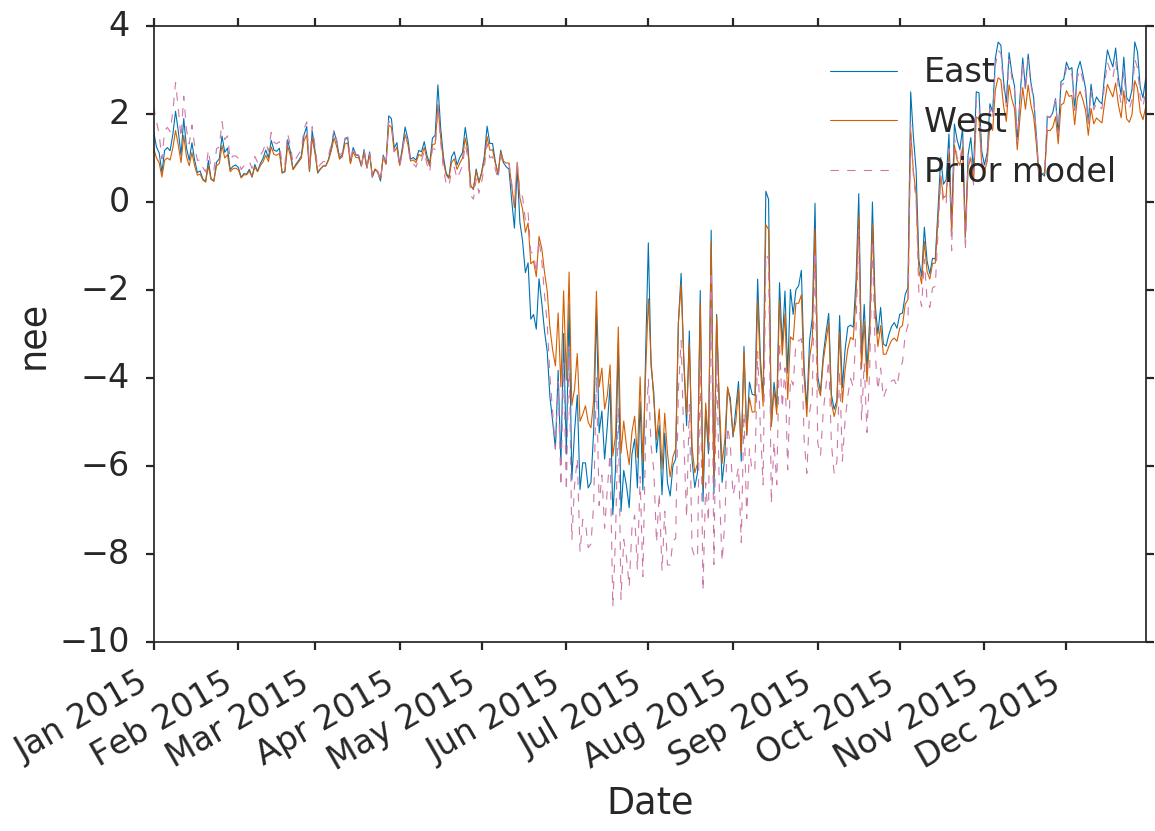 4
2
0
−2
−4
−6
−8
−10
nee
East
West
Prior model
Jan 2015
Feb 2015
Mar 2015
Apr 2015
May 2015
Jun 2015
Jul 2015
Aug 2015
Sep 2015
Oct 2015
Nov 2015
Dec 2015
Date